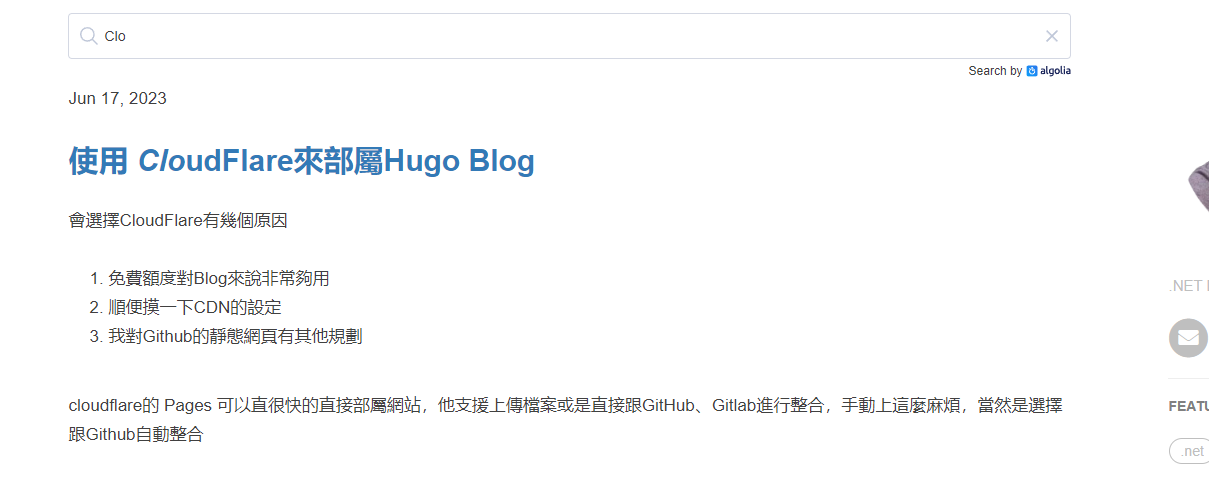 Clo
Search by algolia
Jun 17, 2023
使用 CloudFlare來部屬Hugo Blog
會選擇CloudFlare有幾個原因
1. 免費額度對Blog來說非常夠用
2. 順便摸一下CDN的設定
3. 我對Github的靜態網頁有其他規劃
cloudflare的 Pages 可以直很快的直接部屬網站，他支援上傳檔案或是直接跟GitHub、Gitlab進行整合，手動上這麼麻煩，當然是選擇
跟Github自動整合
.NET
FEATU
.net